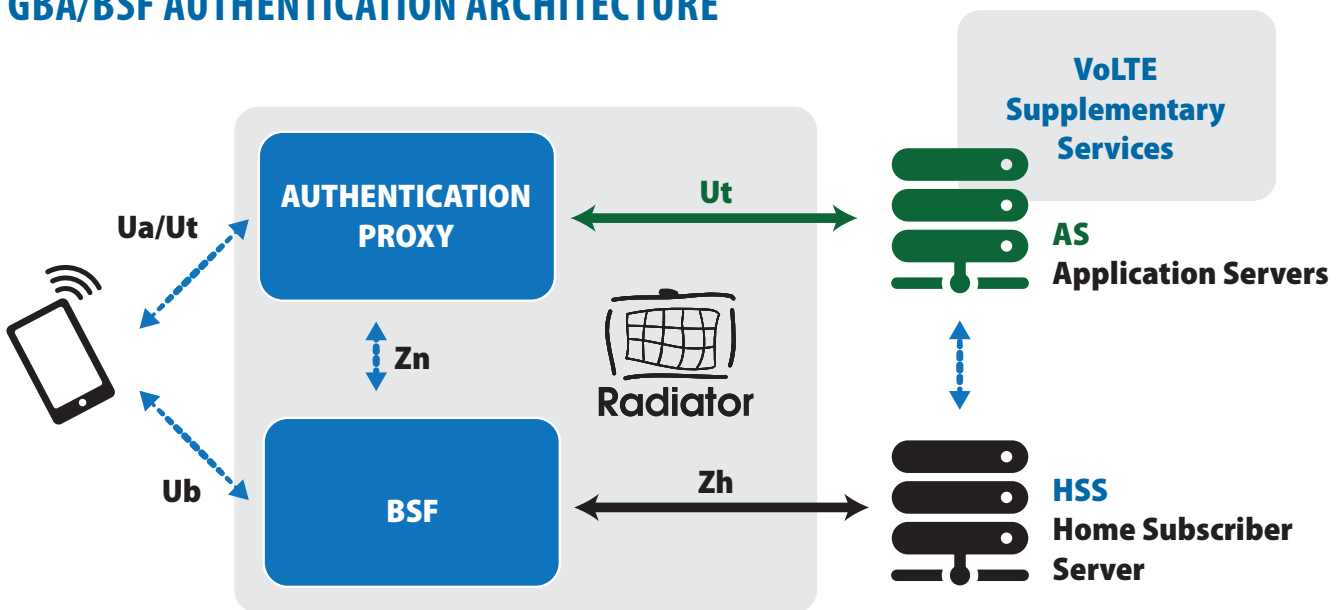 GBA/BSF AUTHENTICATION ARCHITECTURE
VoLTE
Supplementary
Services
AUTHENTICATION
PROXY
Ut
Ua/Ut
AS
Application Servers
Zn
Radiator
Ub
BSF
Zh
HSS
Home Subscriber
Server